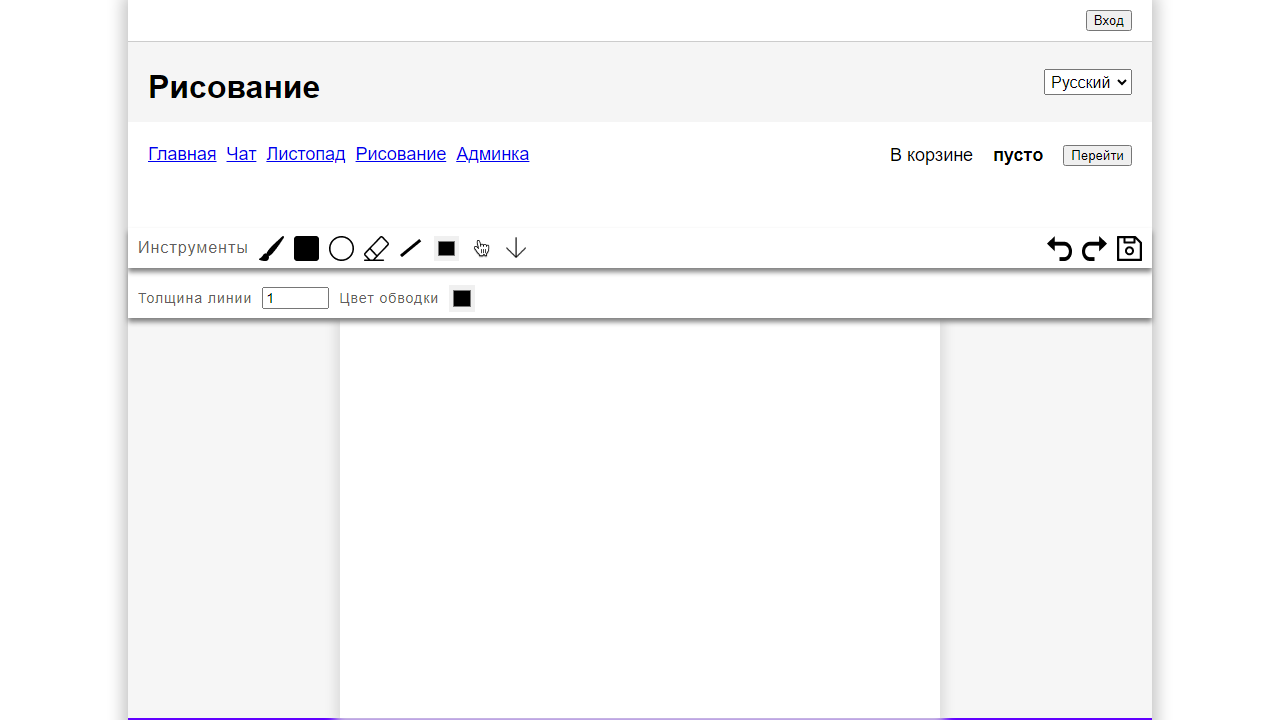 Вход
Рисование
Русский
Главная Чат Листопад Рисование Админка
В корзине пусто Перейти
Инструменты
Толщина линии 1 Цвет обводки